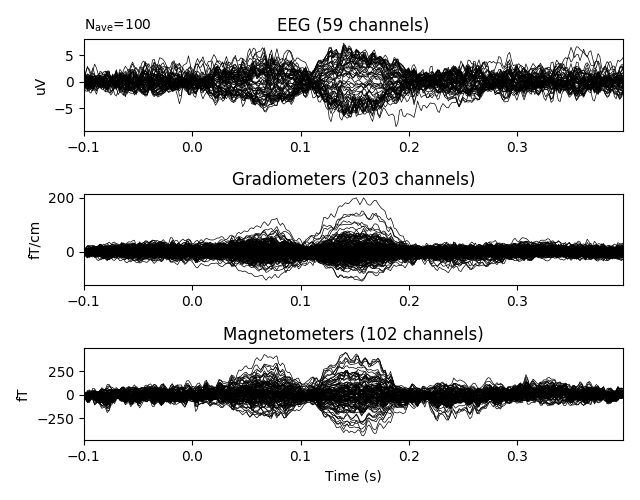 N_ave=100
EEG (59 channels)
uV
5
0
−5
−0.1 0.0 0.1 0.2 0.3
Gradiometers (203 channels)
fT/cm
200
0
−0.1 0.0 0.1 0.2 0.3
Magnetometers (102 channels)
fT
250
0
−250
−0.1 0.0 0.1 0.2 0.3
Time (s)